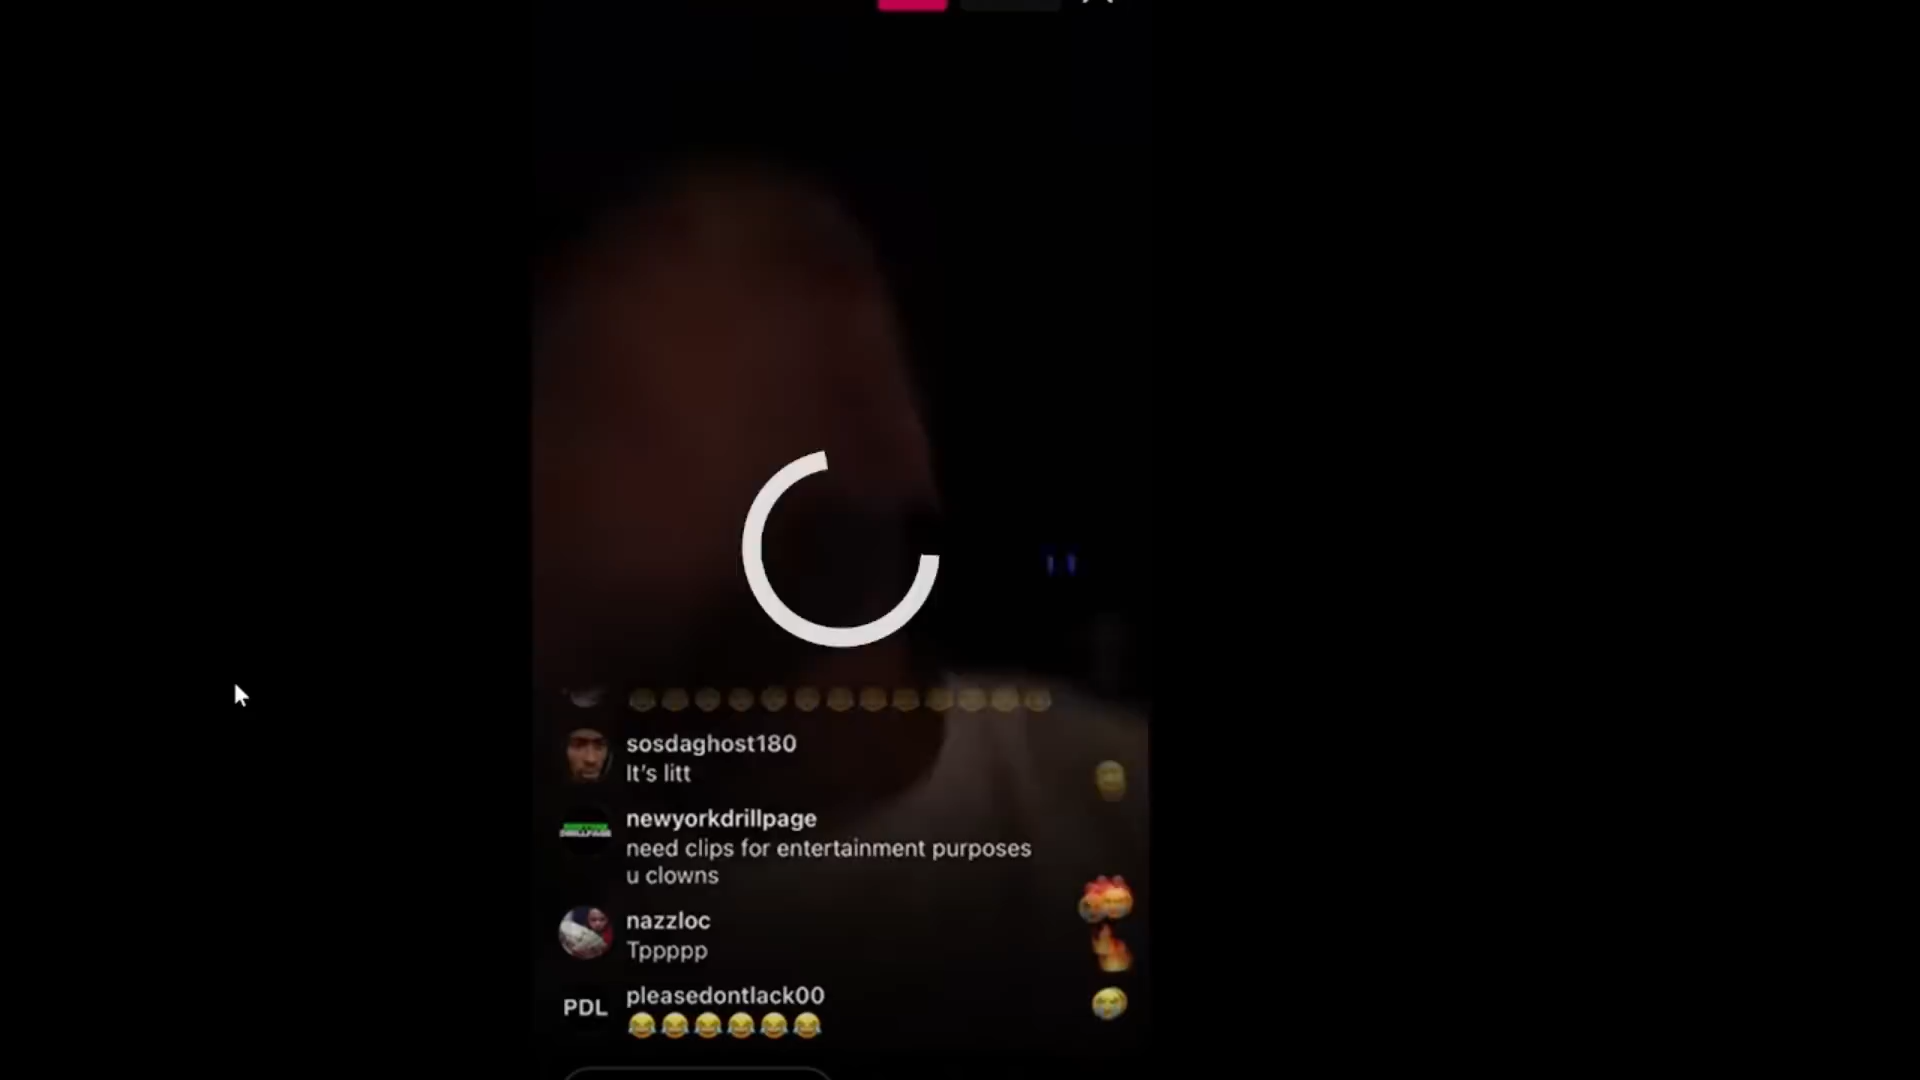 sosdaghost180
It's litt
newyorkdrillpage
need clips for entertainment purposes
u clowns
nazzloc
Tppppp
PDL
pleasedontlack00
😂😂😂😂😂😂